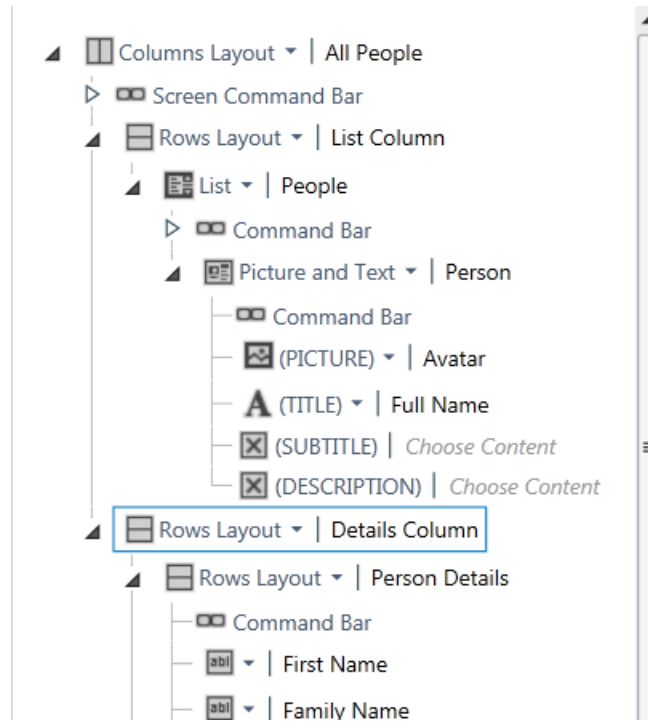 Columns Layout | All People
Screen Command Bar
Rows Layout | List Column
List | People
Command Bar
Picture and Text | Person
Command Bar
(PICTURE) | Avatar
A (TITLE) | Full Name
(SUBTITLE) | Choose Content
(DESCRIPTION) | Choose Content
Rows Layout | Details Column
Rows Layout | Person Details
Command Bar
abl | First Name
abl | Family Name